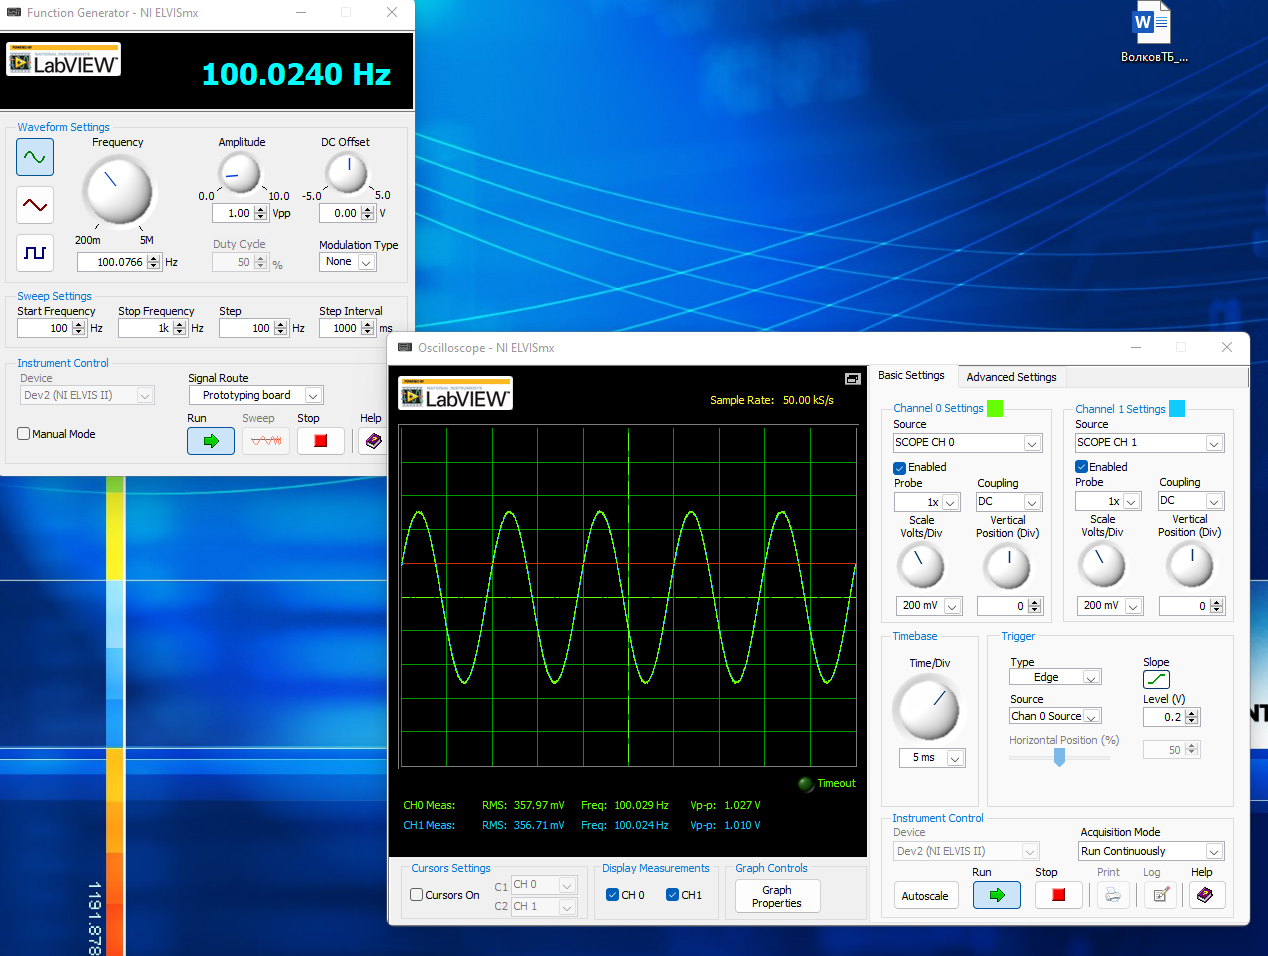 Function Generator - NI ELVISmx
POWERED BY
NATIONAL INSTRUMENTS
LabVIEW™
100.0240 Hz
Waveform Settings
Frequency
Amplitude
DC Offset
0.0 10.0
-5.0 5.0
1.00 Vpp
0.00 V
200m 5M
100.0766 Hz
Duty Cycle
50 %
Modulation Type
None
Sweep Settings
Start Frequency
Stop Frequency
Step
Step Interval
100 Hz
1k Hz
100 Hz
1000 ms
Instrument Control
Device
Dev2 (NI ELVIS II)
Signal Route
Prototyping board
Manual Mode
Run
Sweep
Stop
Help
ВолковТБ_...
1191.878
NT
Oscilloscope - NI ELVISmx
POWERED BY
NATIONAL INSTRUMENTS
LabVIEW™
Sample Rate: 50.00 kS/s
Timeout
CH0 Meas: RMS: 357.97 mV Freq: 100.029 Hz Vp-p: 1.027 V
CH1 Meas: RMS: 356.71 mV Freq: 100.024 Hz Vp-p: 1.010 V
Cursors Settings
Cursors On
C1 CH 0
C2 CH 1
Display Measurements
CH 0
CH1
Graph Controls
Graph
Properties
Basic Settings
Advanced Settings
Channel 0 Settings
Source
SCOPE CH 0
Enabled
Probe
1x
Coupling
DC
Scale
Volts/Div
Vertical
Position (Div)
200 mV
0
Channel 1 Settings
Source
SCOPE CH 1
Enabled
Probe
1x
Coupling
DC
Scale
Volts/Div
Vertical
Position (Div)
200 mV
0
Timebase
Time/Div
5 ms
Trigger
Type
Edge
Slope
Source
Chan 0 Source
Level (V)
0.2
Horizontal Position (%)
50
Instrument Control
Device
Dev2 (NI ELVIS II)
Acquisition Mode
Run Continuously
Autoscale
Run
Stop
Print
Log
Help